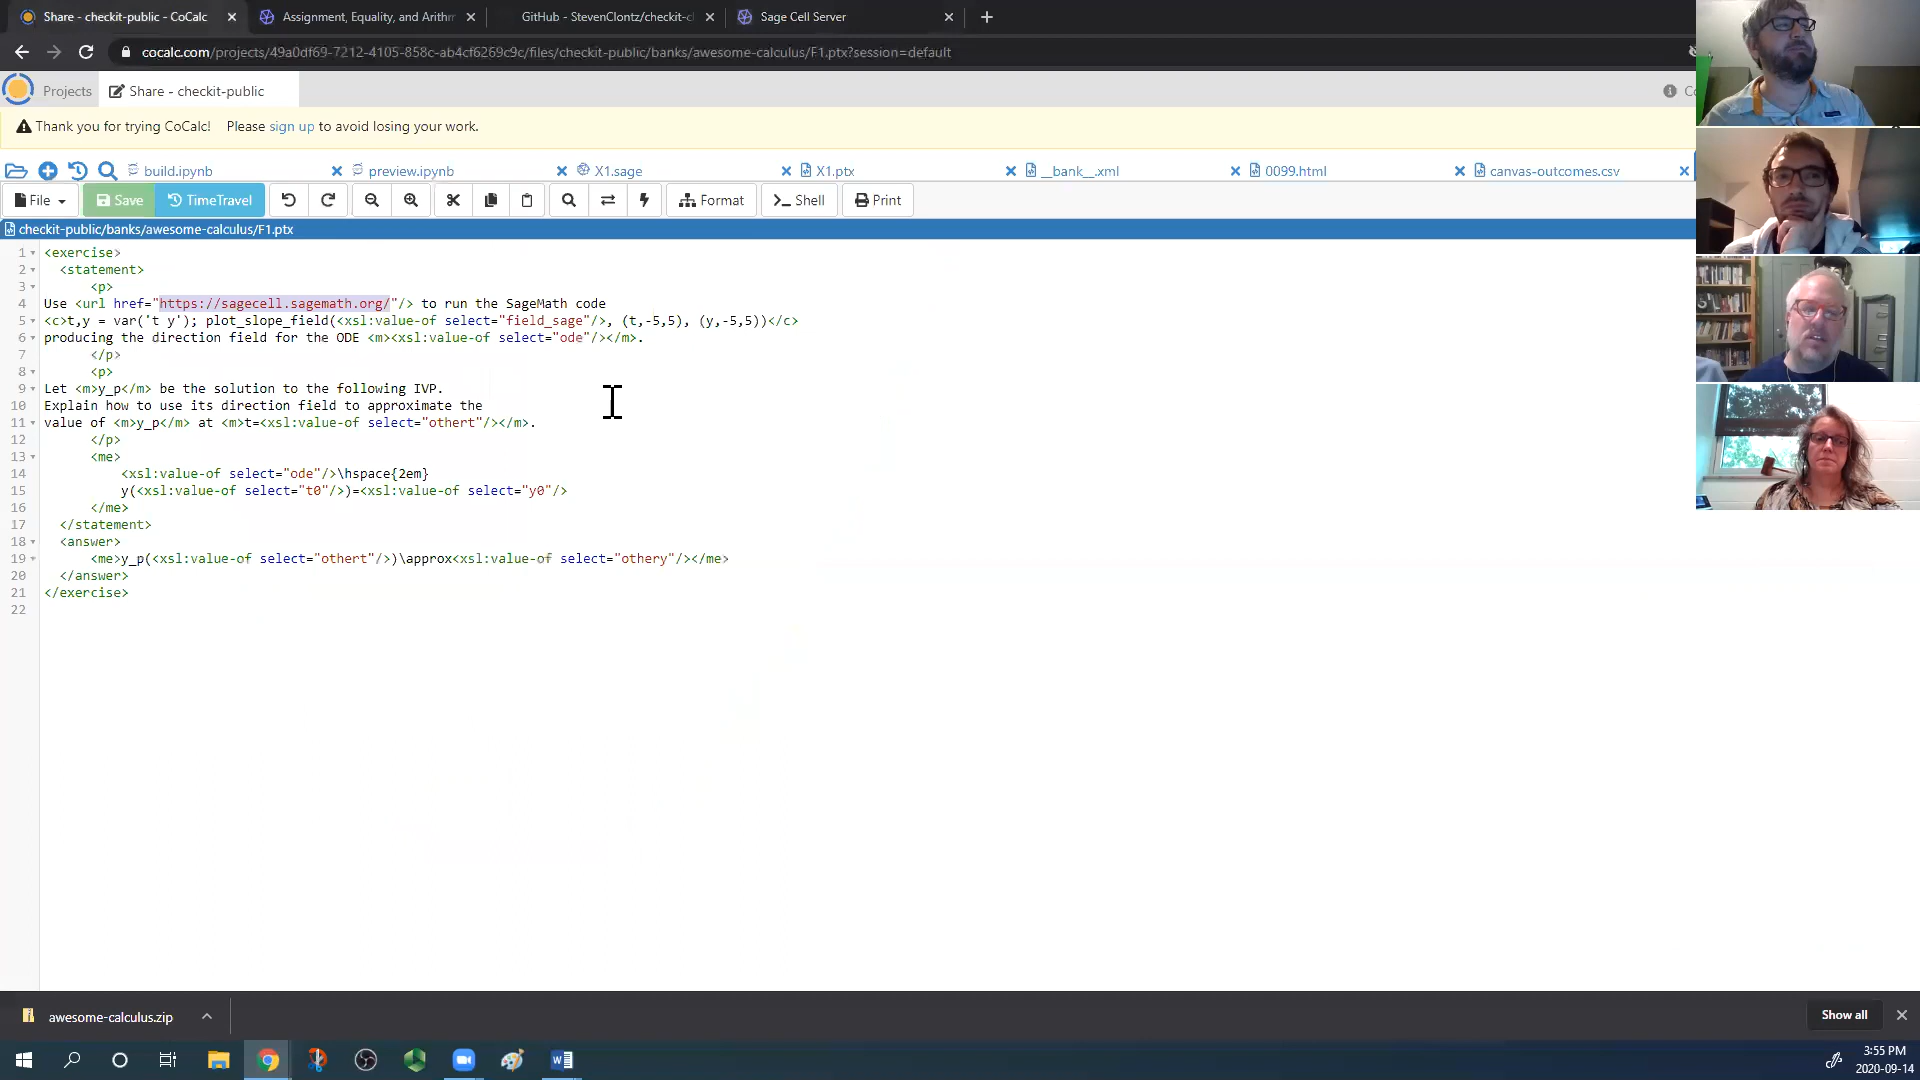 Share - checkit-public - CoCalc
Assignment, Equality, and Arithm
GitHub - StevenClontz/checkit-cl
Sage Cell Server
cocalc.com/projects/49a0df69-7212-4105-858c-ab4cf6269c9c/files/checkit-public/banks/awesome-calculus/F1.ptx?session=default
Projects
Share - checkit-public
Thank you for trying CoCalc! Please sign up to avoid losing your work.
build.ipynb
preview.ipynb
X1.sage
X1.ptx
__bank__.xml
0099.html
canvas-outcomes.csv
File
Save
TimeTravel
Format
Shell
Print
checkit-public/banks/awesome-calculus/F1.ptx
1 <exercise>
2 <statement>
3 <p>
4 Use <url href="https://sagecell.sagemath.org/"/> to run the SageMath code
5 <c>t,y = var('t y'); plot_slope_field(<xsl:value-of select="field_sage"/>, (t,-5,5), (y,-5,5))</c>
6 producing the direction field for the ODE <m><xsl:value-of select="ode"/></m>.
7 </p>
8 <p>
9 Let <m>y_p</m> be the solution to the following IVP.
10 Explain how to use its direction field to approximate the
11 value of <m>y_p</m> at <m>t=<xsl:value-of select="othert"/></m>.
12 </p>
13 <me>
14 <xsl:value-of select="ode"/>\hspace{2em}
15 y(<xsl:value-of select="t0"/>)=<xsl:value-of select="y0"/>
16 </me>
17 </statement>
18 <answer>
19 <me>y_p(<xsl:value-of select="othert"/>)\approx<xsl:value-of select="othery"/></me>
20 </answer>
21 </exercise>
22
awesome-calculus.zip
Show all
3:55 PM
2020-09-14